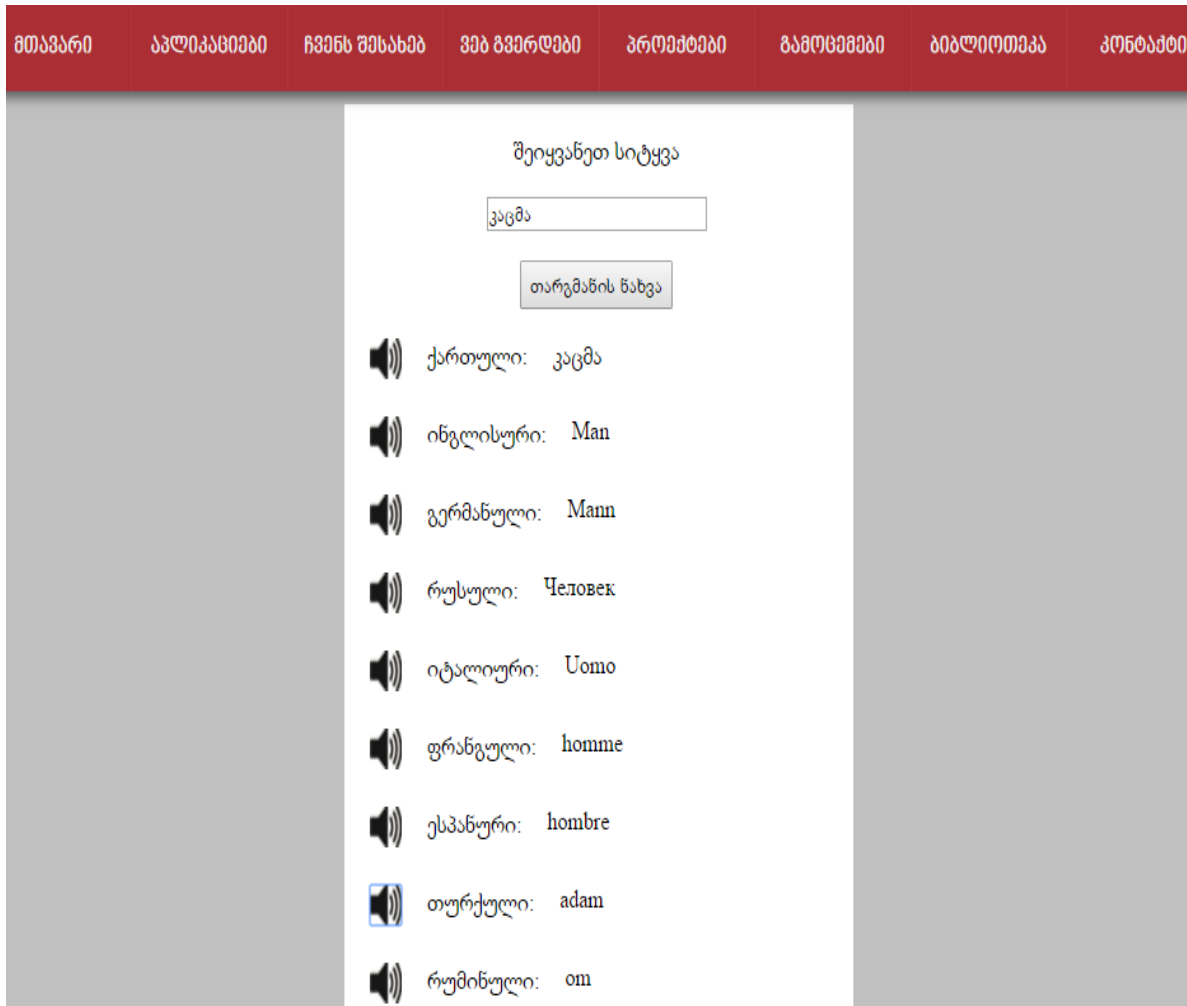 მთავარი აპლიკაციები ჩვენს შესახებ ვებ გვერდები პროექტები გამოცემები ბიბლიოთეკა კონტაქტი
შეიყვანეთ სიტყვა
კაცმა
თარგმანის ნახვა
ქართული: კაცმა
ინგლისური: Man
გერმანული: Mann
რუსული: Человек
იტალიური: Uomo
ფრანგული: homme
ესპანური: hombre
თურქული: adam
რუმინული: om